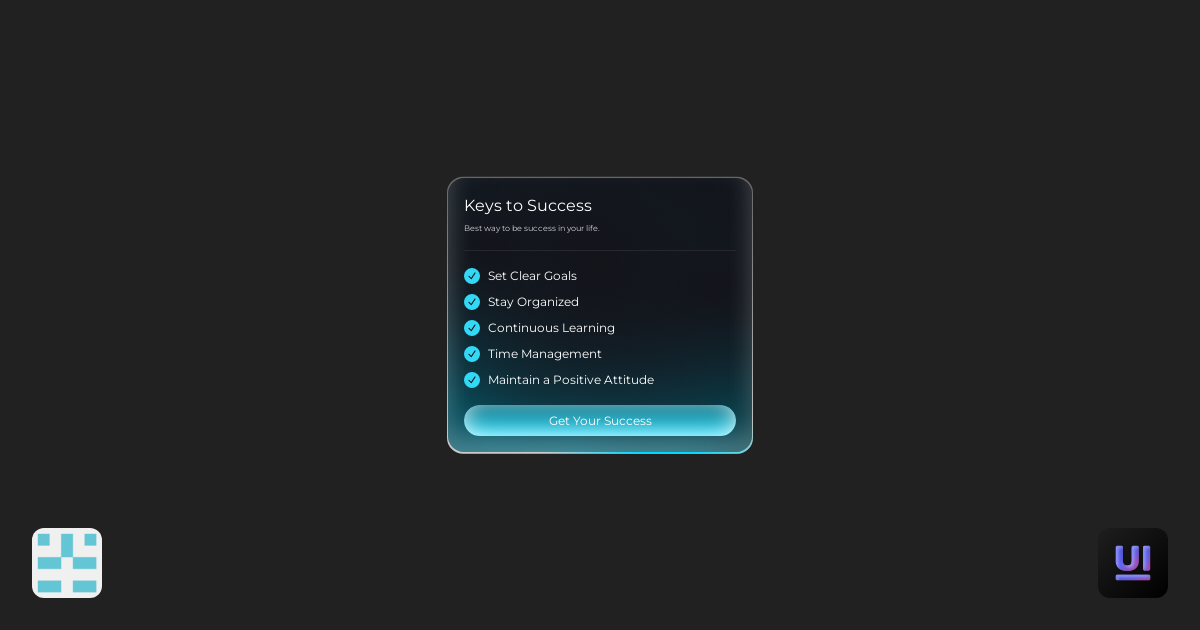 Keys to Success
Best way to be success in your life.
Set Clear Goals
Stay Organized
Continuous Learning
Time Management
Maintain a Positive Attitude
Get Your Success
UI